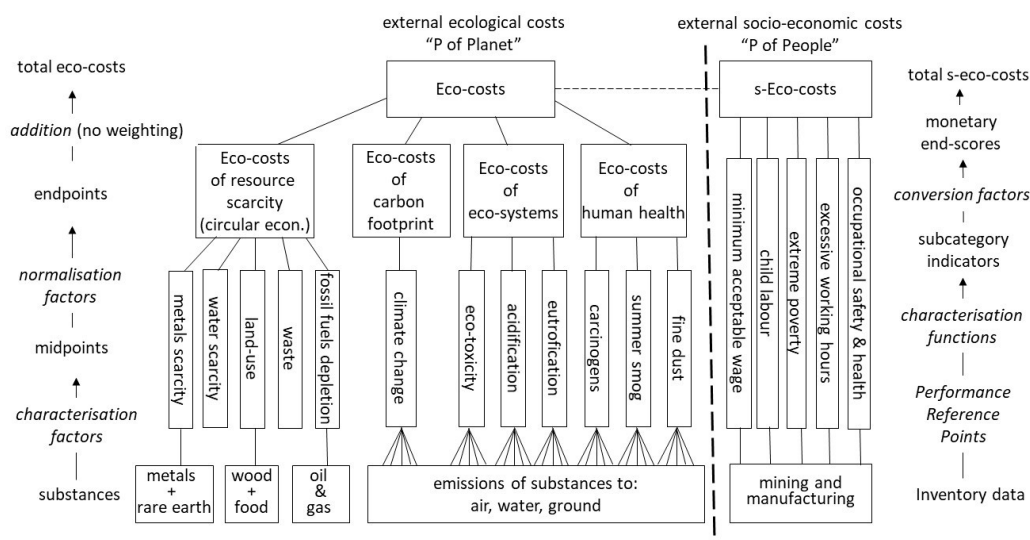 external ecological costs
"P of Planet"
external socio-economic costs
"P of People"
total eco-costs
addition (no weighting)
endpoints
normalisation
factors
midpoints
characterisation
factors
substances
Eco-costs
s-Eco-costs
Eco-costs
of resource
scarcity
(circular econ.)
Eco-costs
of
carbon
footprint
Eco-costs
of
eco-systems
Eco-costs
of
human health
metals scarcity
water scarcity
land-use
waste
fossil fuels depletion
climate change
eco-toxicity
acidification
eutrofication
carcinogens
summer smog
fine dust
minimum acceptable wage
child labour
extreme poverty
excessive working hours
occupational safety & health
metals
+
rare earth
wood
+
food
oil
&
gas
emissions of substances to:
air, water, ground
mining and
manufacturing
total s-eco-costs
monetary
end-scores
conversion factors
subcategory
indicators
characterisation
functions
Performance
Reference
Points
Inventory data